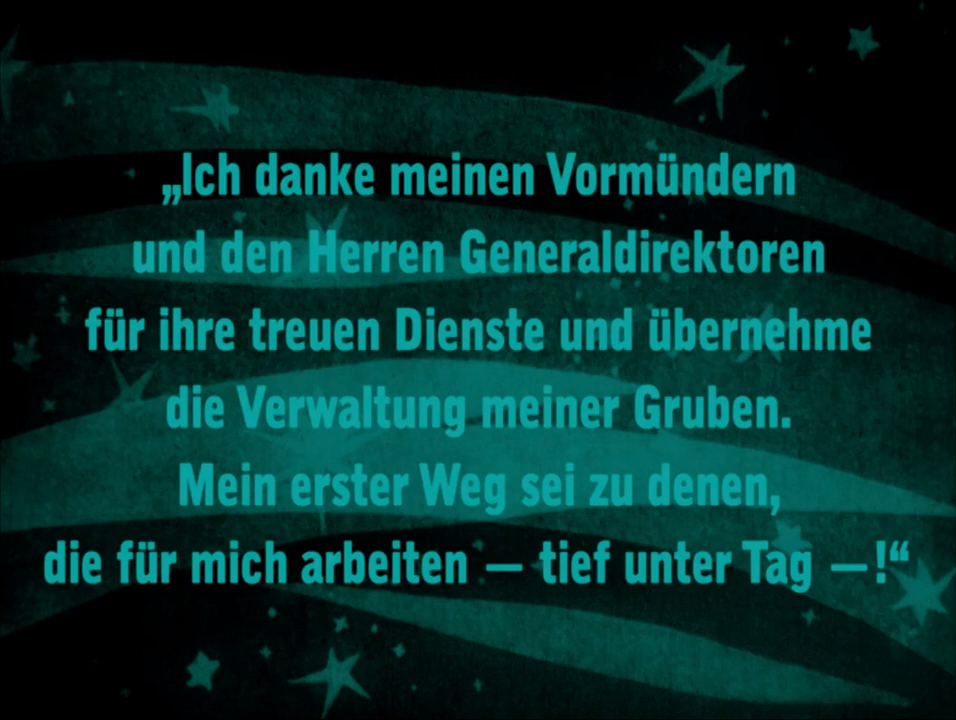 „Ich danke meinen Vormündern
und den Herren Generaldirektoren
für ihre treuen Dienste und übernehme
die Verwaltung meiner Gruben.
Mein erster Weg sei zu denen,
die für mich arbeiten — tief unter Tag —!“